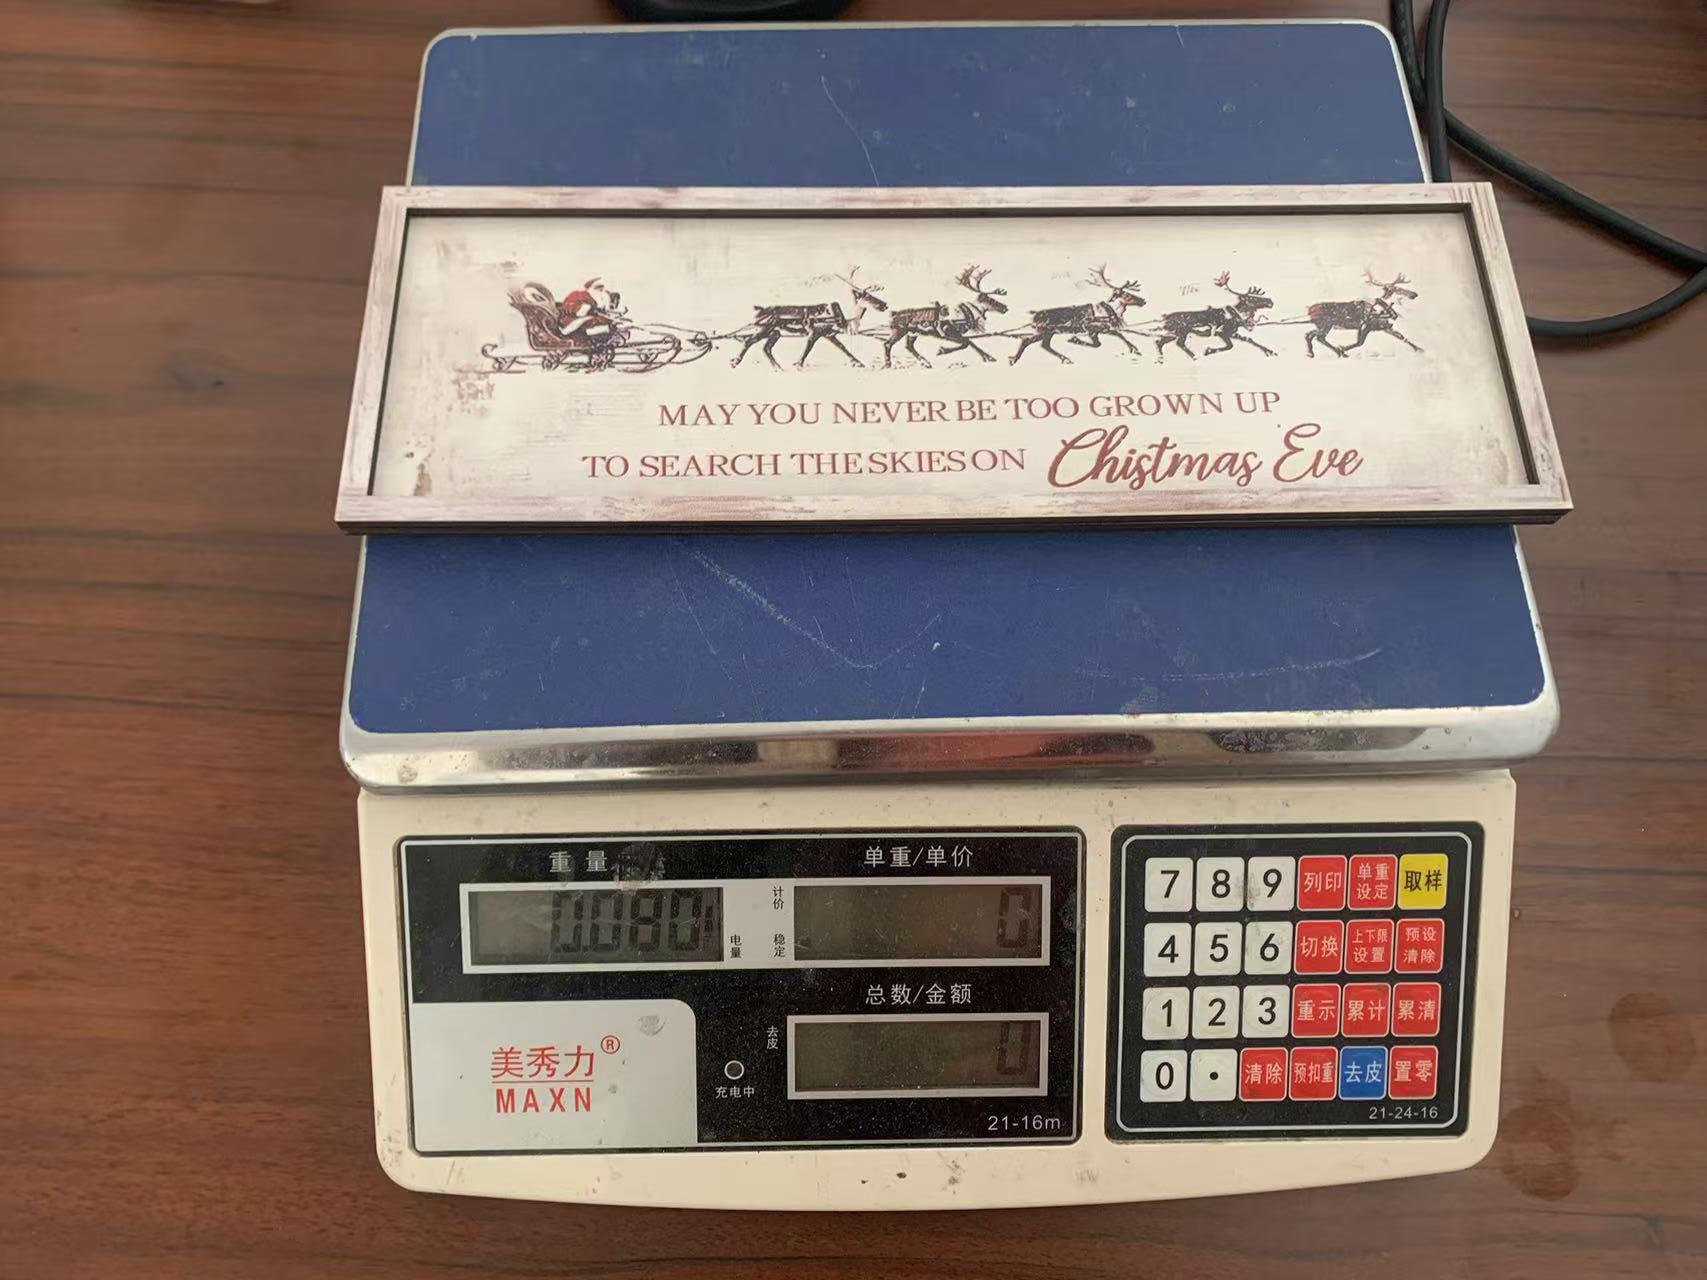 MAY YOU NEVER BE TOO GROWN UP
TO SEARCH THE SKIES ON Chistmas Eve
重量
单重/单价
0.080
电量
计价
稳定
0
总数/金额
去皮
0
充电中
美秀力®
MAXN
21-16m
7 8 9 列印 单重设定 取样
4 5 6 切换 上下限设置 预设清除
1 2 3 重示 累计 累清
0 . 清除 预扣重 去皮 置零
21-24-16